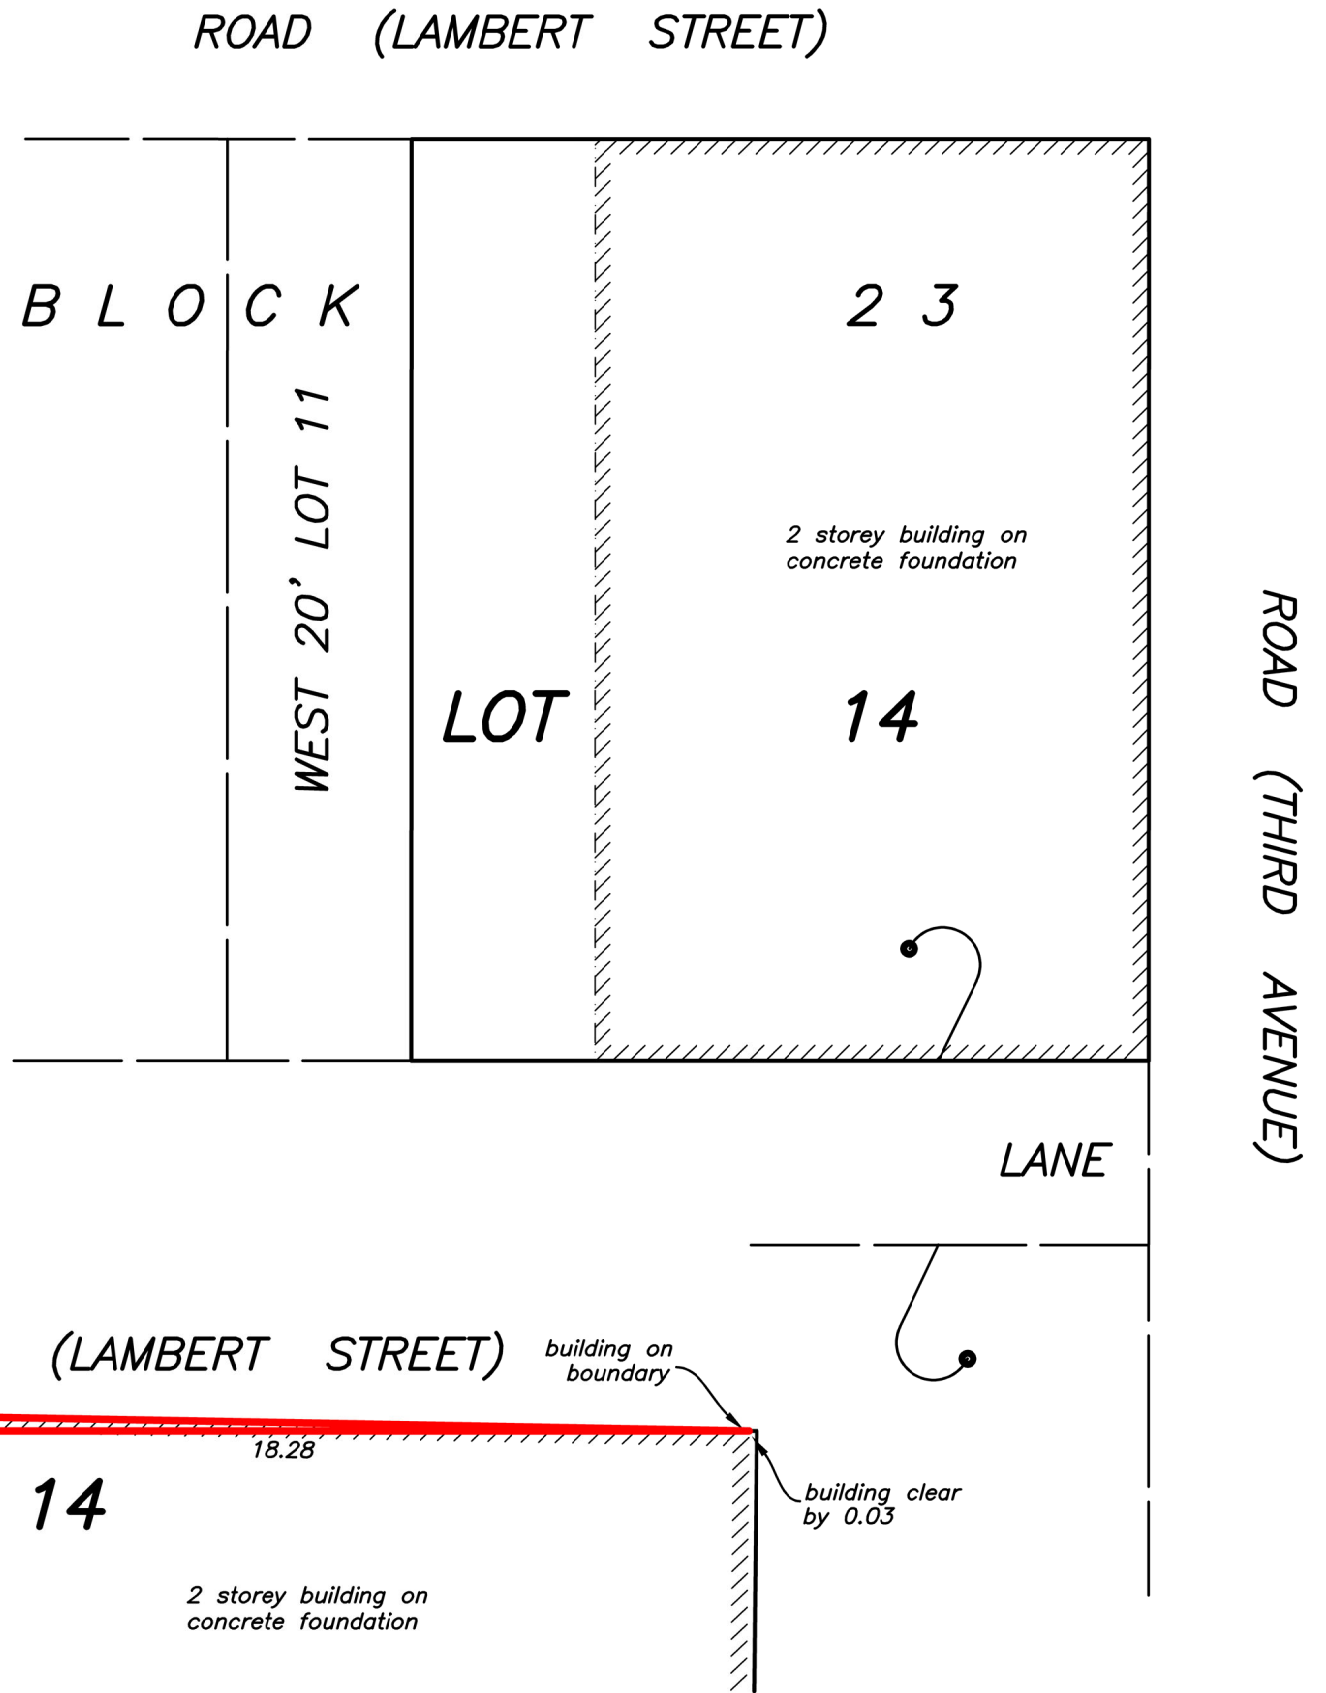 ROAD (LAMBERT STREET)
B L O C K 2 3
WEST 20' LOT 11
2 storey building on
concrete foundation
LOT 14
ROAD (THIRD AVENUE)
LANE
(LAMBERT STREET)
building on
boundary
18.28
14
building clear
by 0.03
2 storey building on
concrete foundation